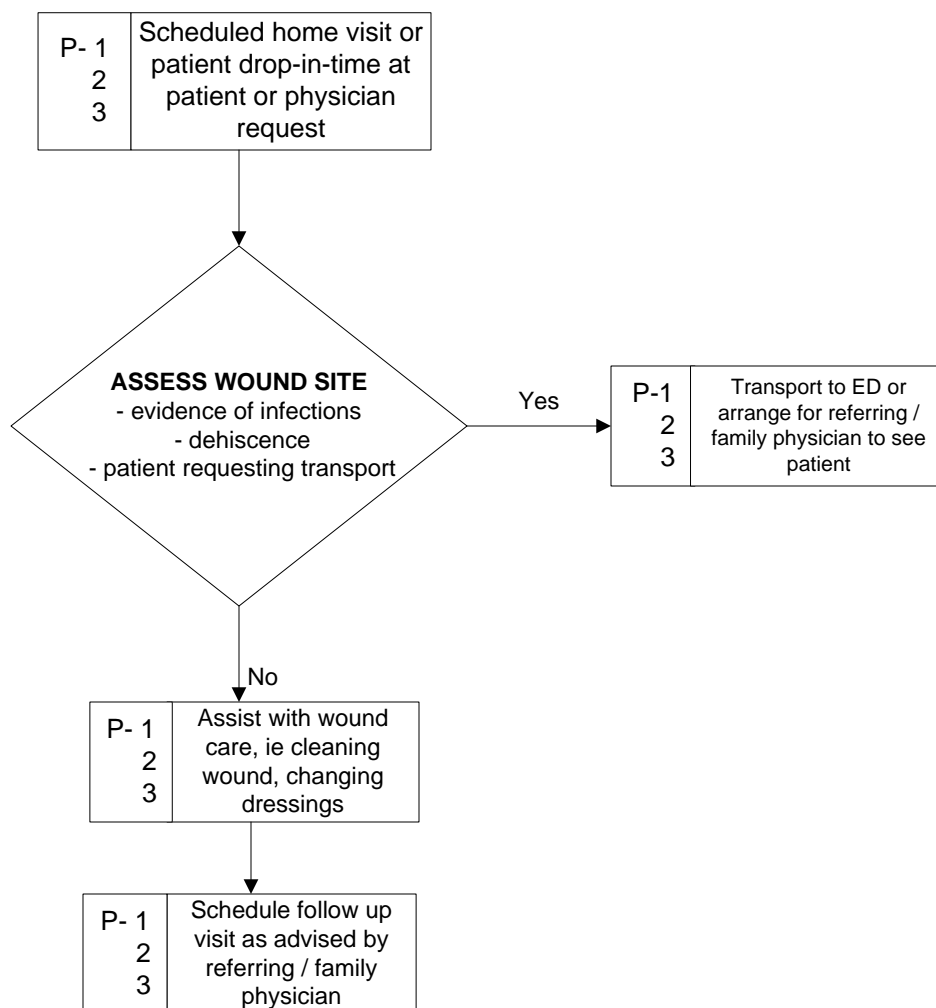 P- 1
2
3
Scheduled home visit or
patient drop-in-time at
patient or physician
request
ASSESS WOUND SITE
- evidence of infections
- dehiscence
- patient requesting transport
Yes
P-1
2
3
Transport to ED or
arrange for referring /
family physician to see
patient
No
P- 1
2
3
Assist with wound
care, ie cleaning
wound, changing
dressings
P- 1
2
3
Schedule follow up
visit as advised by
referring / family
physician